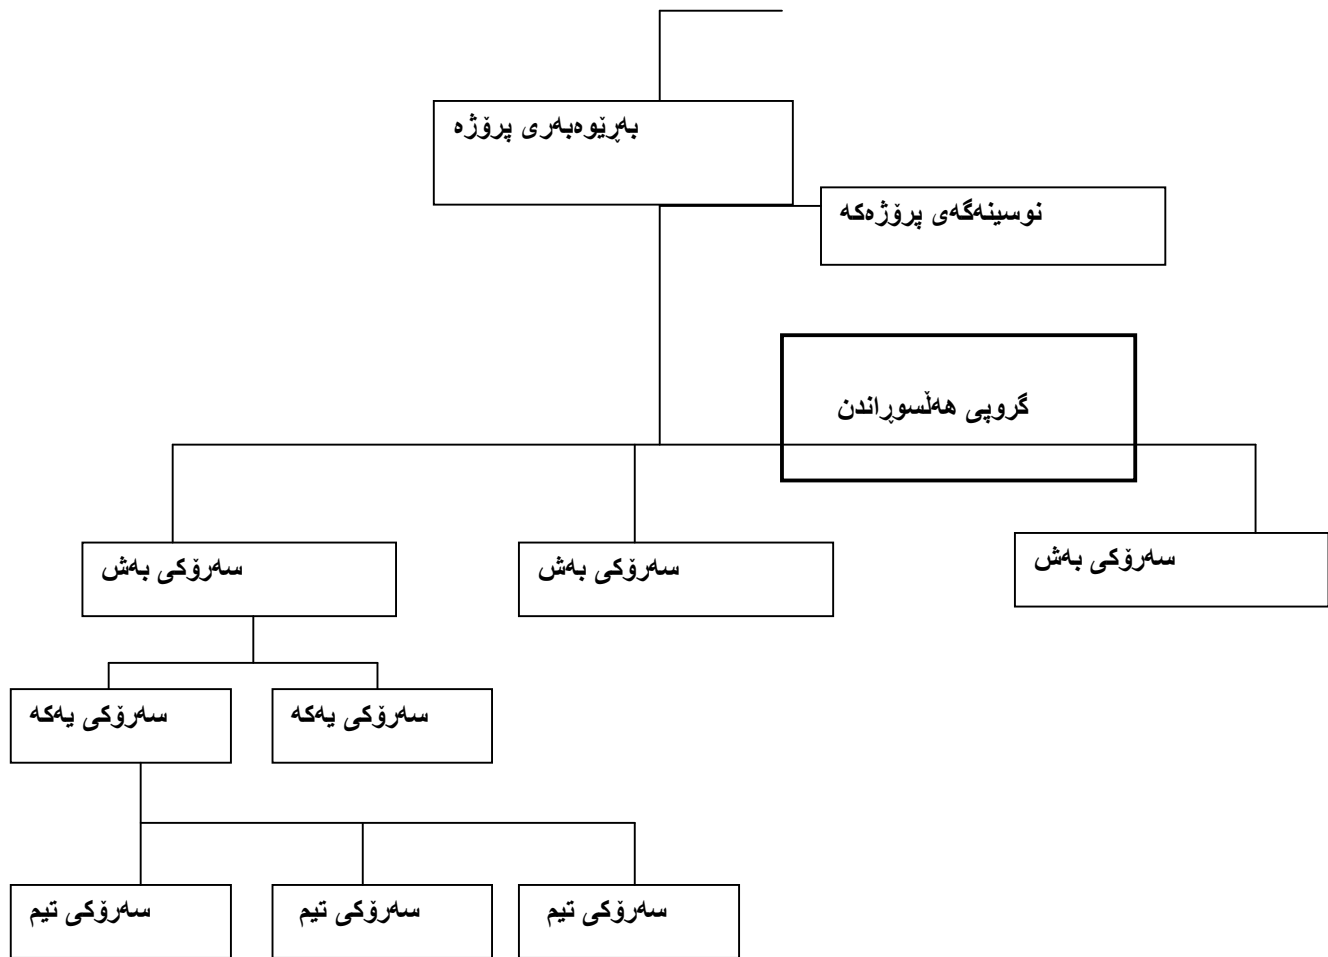 بەڕێوەبەری پرۆژە
نوسینەگەی پرۆژەکە
گروپی هەڵسوڕاندن
سەرۆکی بەش
سەرۆکی بەش
سەرۆکی بەش
سەرۆکی یەکە
سەرۆکی یەکە
سەرۆکی تیم
سەرۆکی تیم
سەرۆکی تیم